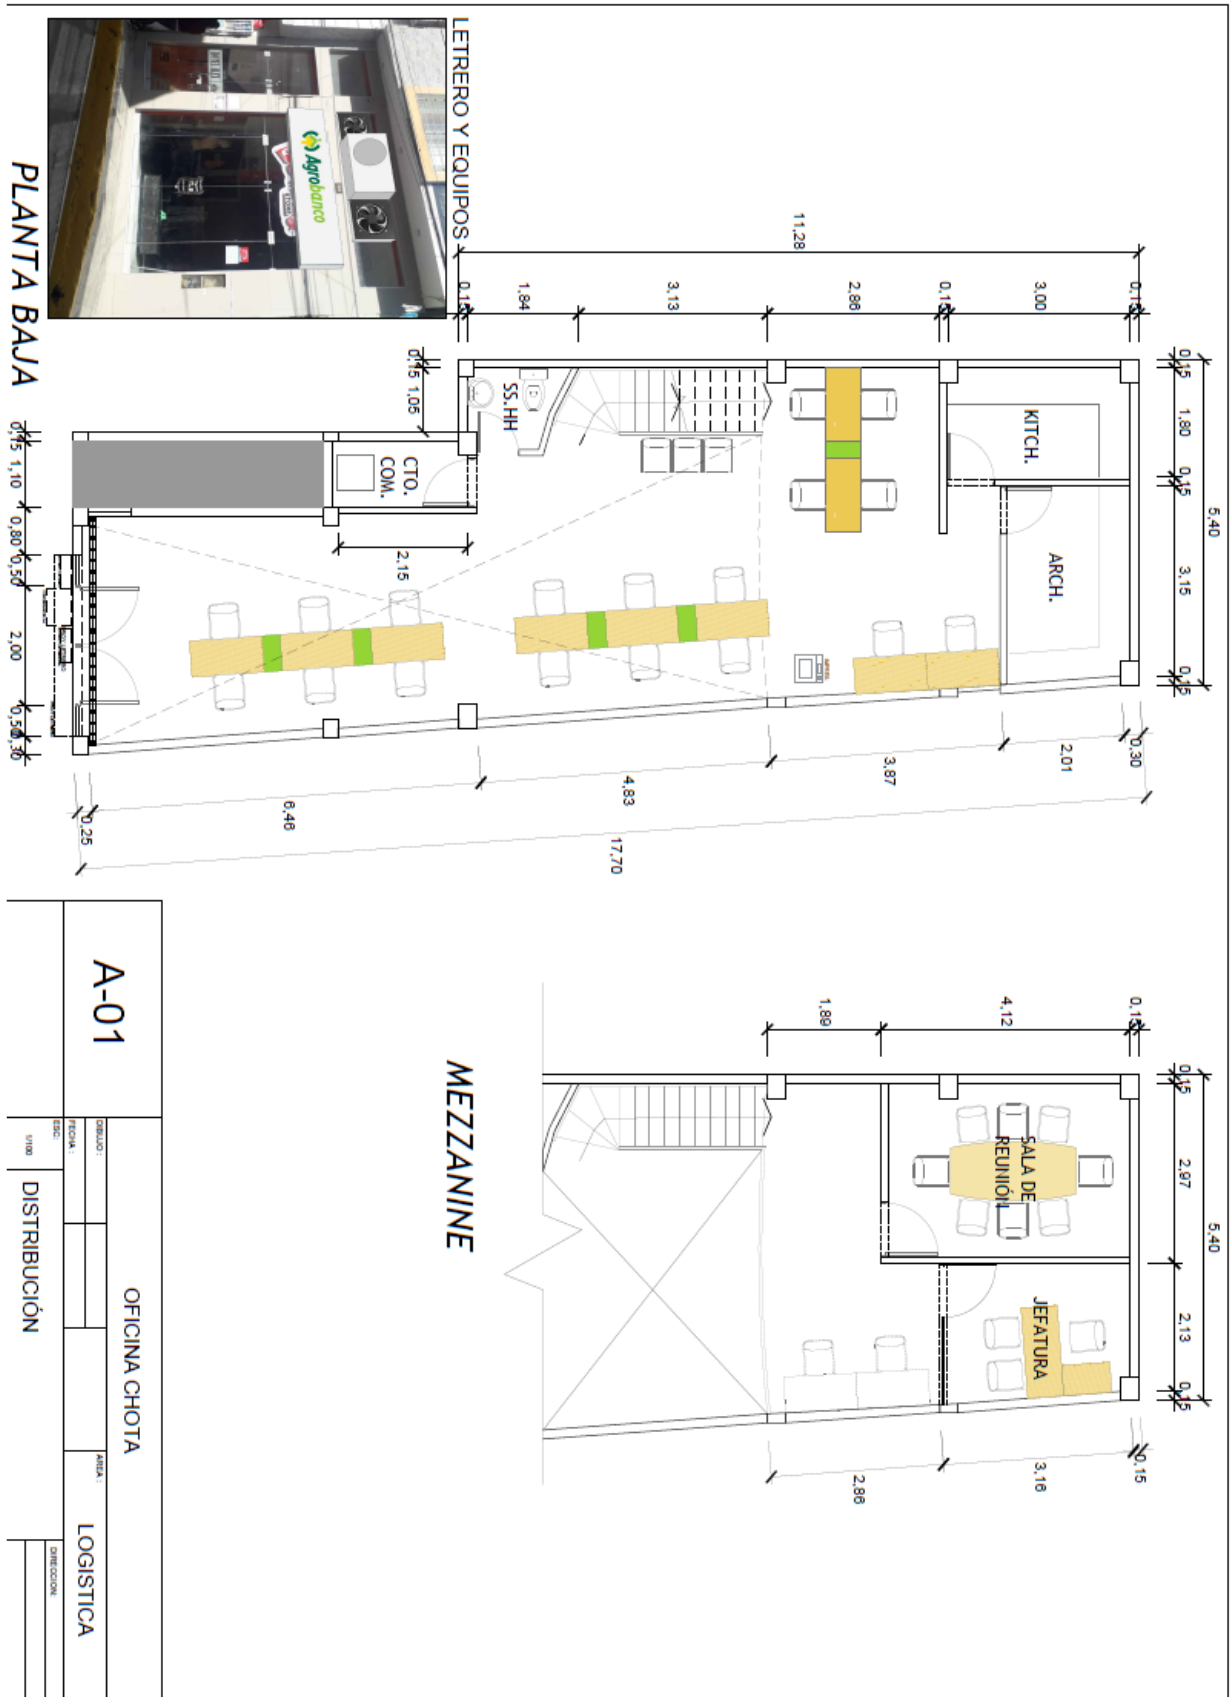 LETRERO Y EQUIPOS
Agrobanco
PLANTA BAJA
11,28
0,15
1,84
3,13
2,86
0,15
3,00
0,15
0,15
1,80
0,15
5,40
3,15
0,15
0,15
1,05
0,15
1,10
0,80
0,50
2,00
0,50
0,30
2,15
SS.HH
CTO.
COM.
KITCH.
ARCH.
0,25
6,46
4,83
3,87
2,01
0,30
17,70
MEZZANINE
1,89
4,12
0,15
0,15
2,97
5,40
2,13
0,15
SALA DE
REUNIÓN
JEFATURA
2,86
3,16
0,15
A-01
OFICINA CHOTA
DIBUJO :
FECHA :
ESC:
1/100
DISTRIBUCIÓN
AREA :
LOGISTICA
DIRECCION: